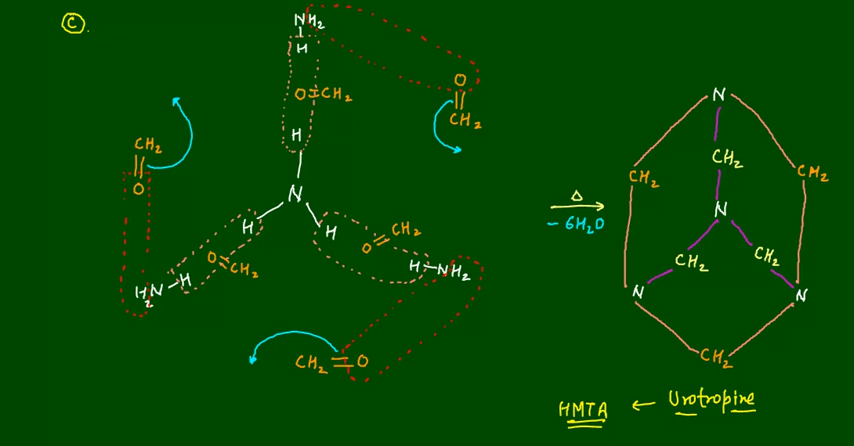 C.
NH2
H
O=CH2
H
O
CH2
CH2
O
N
H
H
O=CH2
O=CH2
H2N-H
H-NH2
CH2=O
Δ
- 6H2O
N
CH2
CH2
CH2
N
CH2
CH2
N
N
CH2
HMTA ← Urotropine